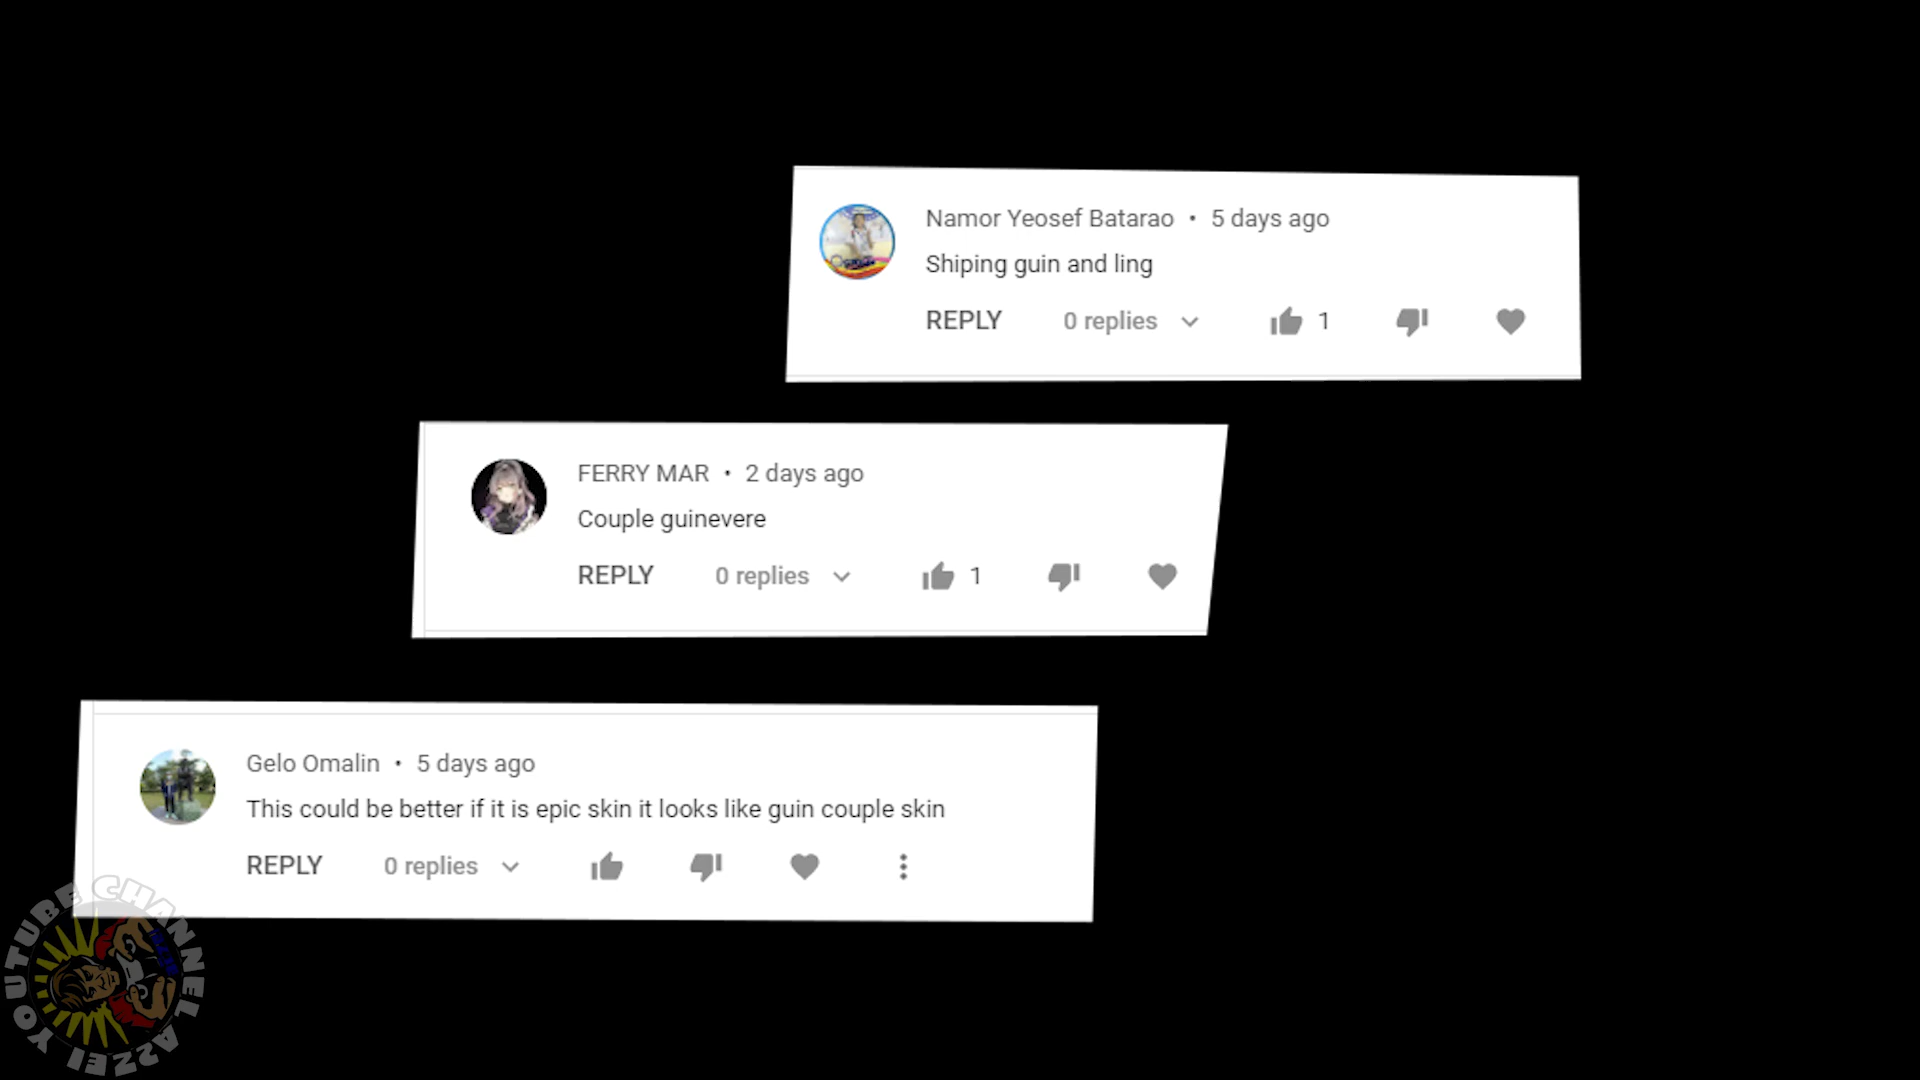 Namor Yeosef Batarao • 5 days ago
Shiping guin and ling
REPLY 0 replies 1
FERRY MAR • 2 days ago
Couple guinevere
REPLY 0 replies 1
Gelo Omalin • 5 days ago
This could be better if it is epic skin it looks like guin couple skin
REPLY 0 replies
YOUTUBE CHANNEL AZZEI